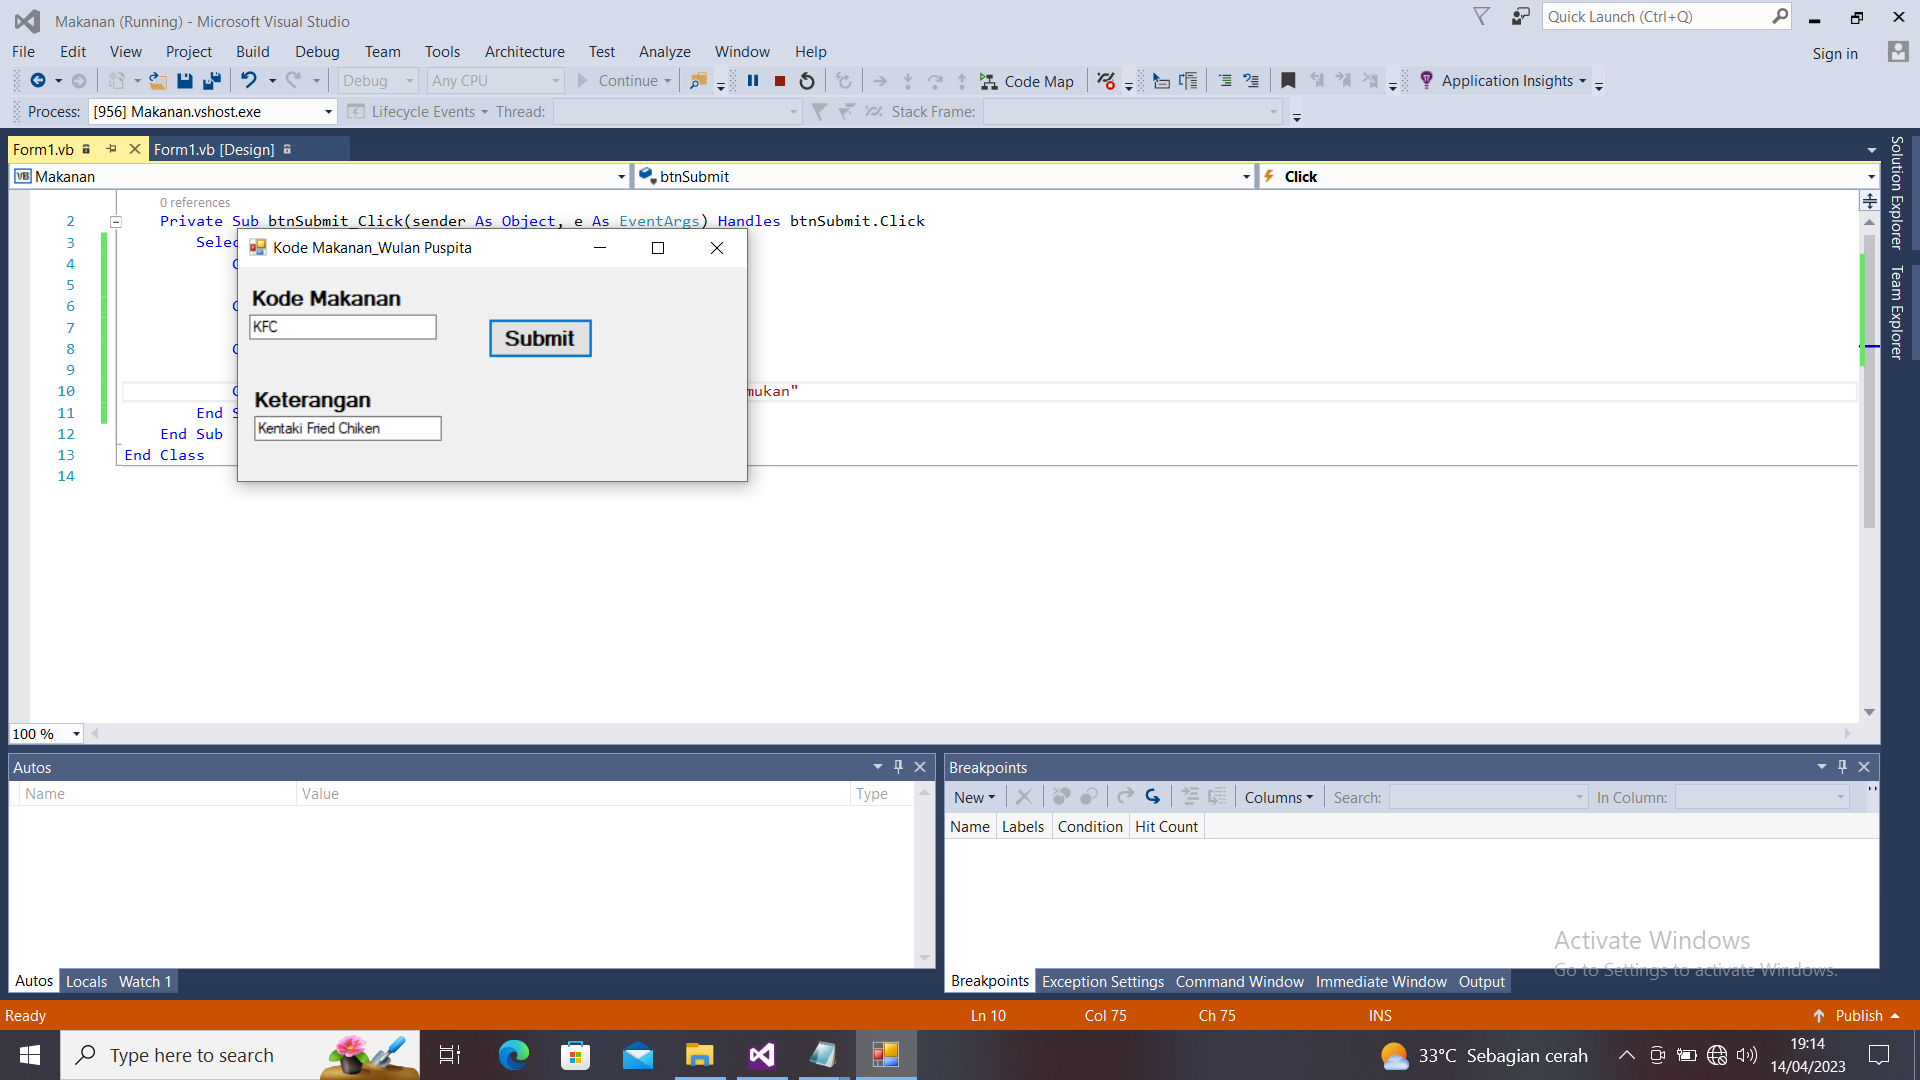 Makanan (Running) - Microsoft Visual Studio
Quick Launch (Ctrl+Q)
File Edit View Project Build Debug Team Tools Architecture Test Analyze Window Help
Sign in
Debug Any CPU Continue Code Map Application Insights
Process: [956] Makanan.vshost.exe Lifecycle Events Thread: Stack Frame:
Form1.vb Form1.vb [Design]
Makanan btnSubmit Click
0 references
2 Private Sub btnSubmit_Click(sender As Object, e As EventArgs) Handles btnSubmit.Click
3
4
5
6
7
8
9
10 mukan"
11 End
12 End Sub
13 End Class
14
Kode Makanan_Wulan Puspita
Kode Makanan
KFC
Submit
Keterangan
Kentaki Fried Chiken
Solution Explorer
Team Explorer
100 %
Autos
Name Value Type
Autos Locals Watch 1
Breakpoints
New Columns Search: In Column:
Name Labels Condition Hit Count
Activate Windows
Go to Settings to activate Windows.
Breakpoints Exception Settings Command Window Immediate Window Output
Ready Ln 10 Col 75 Ch 75 INS Publish
Type here to search
33°C Sebagian cerah
19:14
14/04/2023